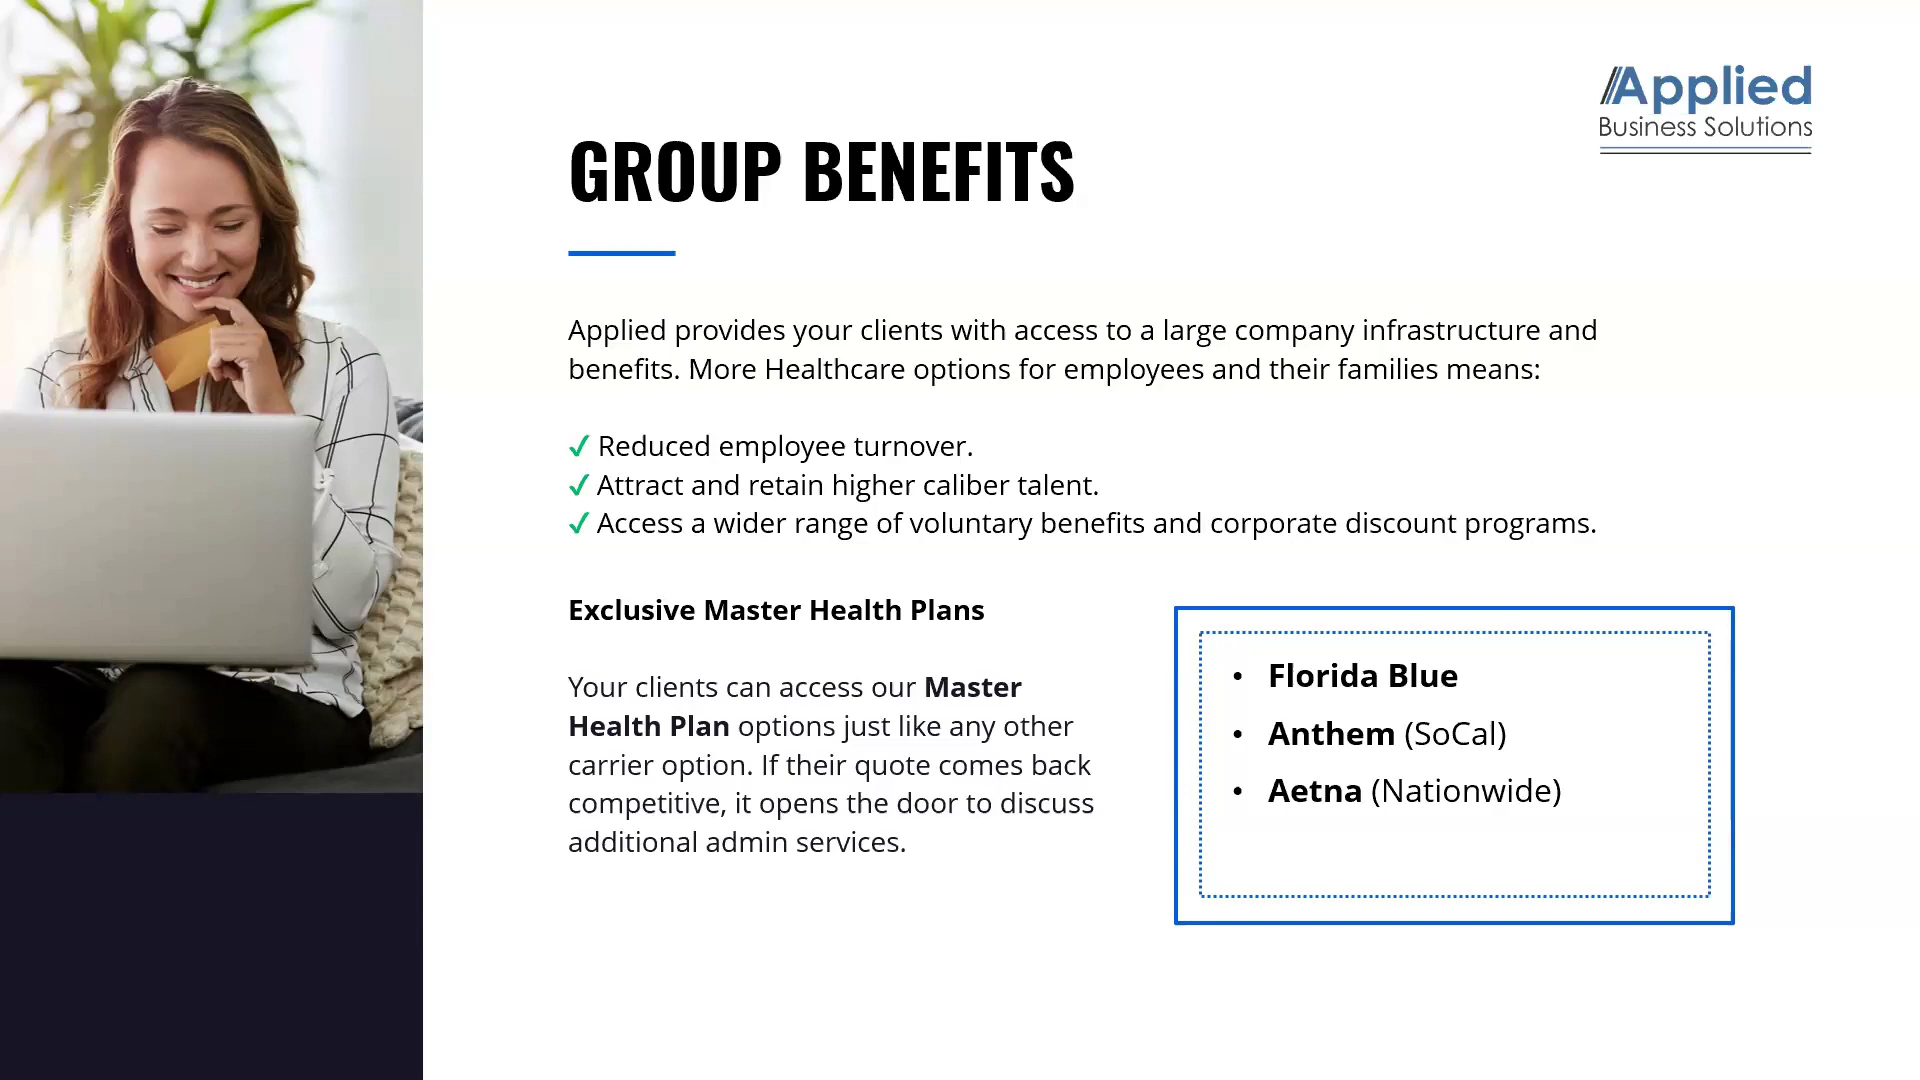 Applied
Business Solutions
GROUP BENEFITS
Applied provides your clients with access to a large company infrastructure and
benefits. More Healthcare options for employees and their families means:
✓ Reduced employee turnover.
✓ Attract and retain higher caliber talent.
✓ Access a wider range of voluntary benefits and corporate discount programs.
Exclusive Master Health Plans
Your clients can access our Master
Health Plan options just like any other
carrier option. If their quote comes back
competitive, it opens the door to discuss
additional admin services.
• Florida Blue
• Anthem (SoCal)
• Aetna (Nationwide)